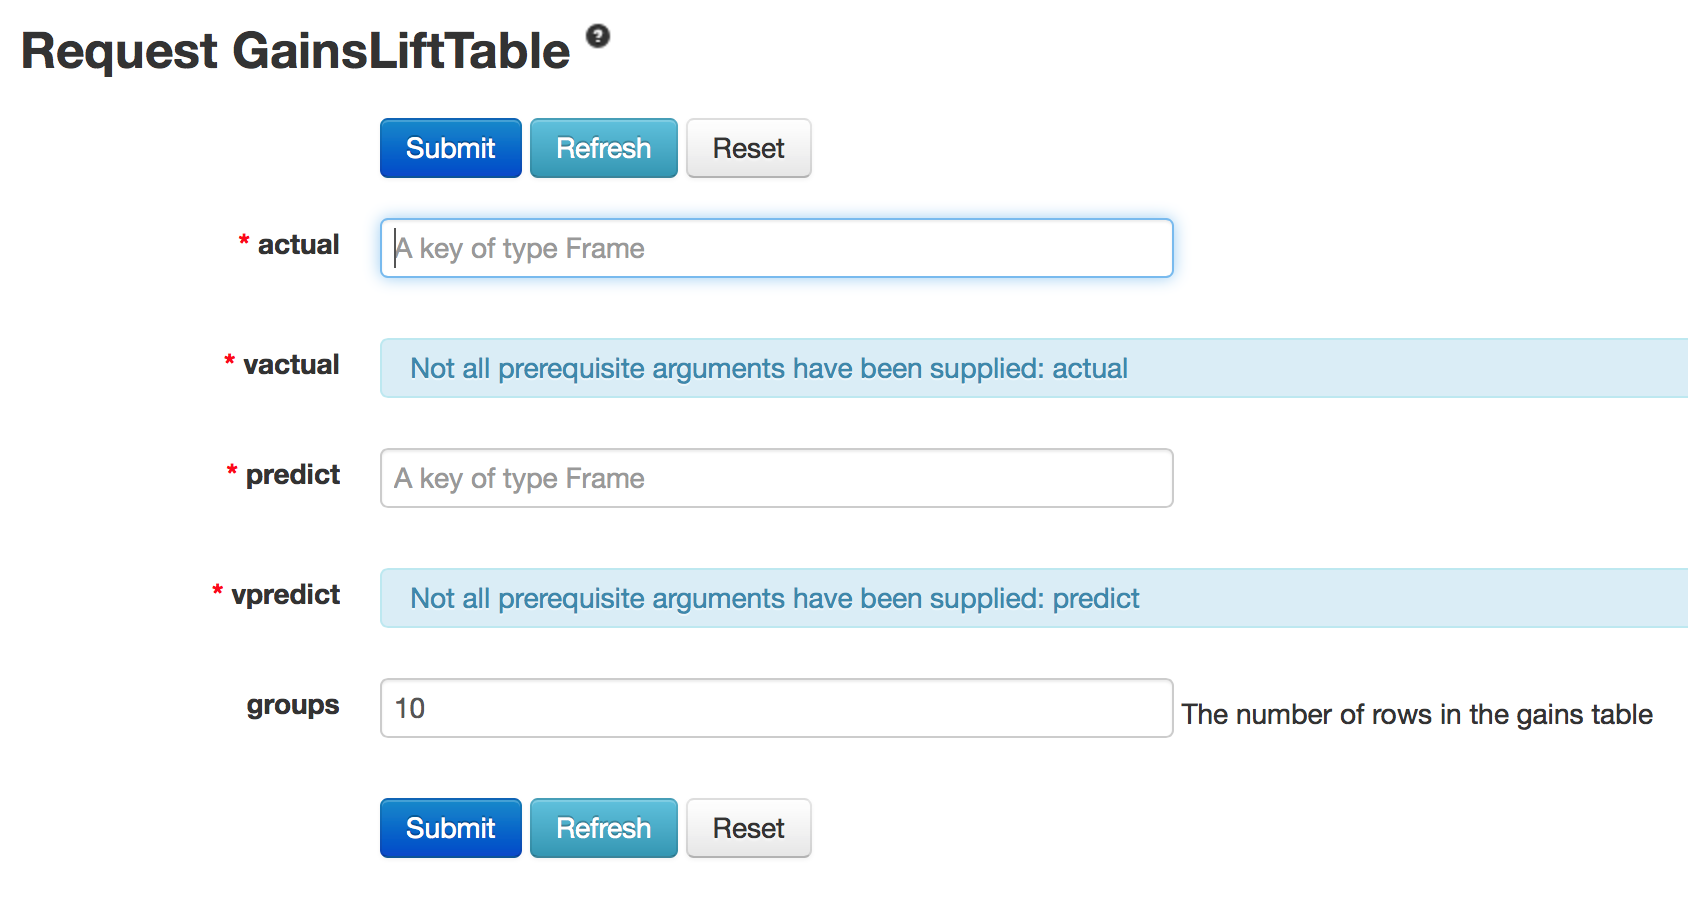 Request GainsLiftTable ?
Submit Refresh Reset
* actual A key of type Frame
* vactual Not all prerequisite arguments have been supplied: actual
* predict A key of type Frame
* vpredict Not all prerequisite arguments have been supplied: predict
groups 10 The number of rows in the gains table
Submit Refresh Reset